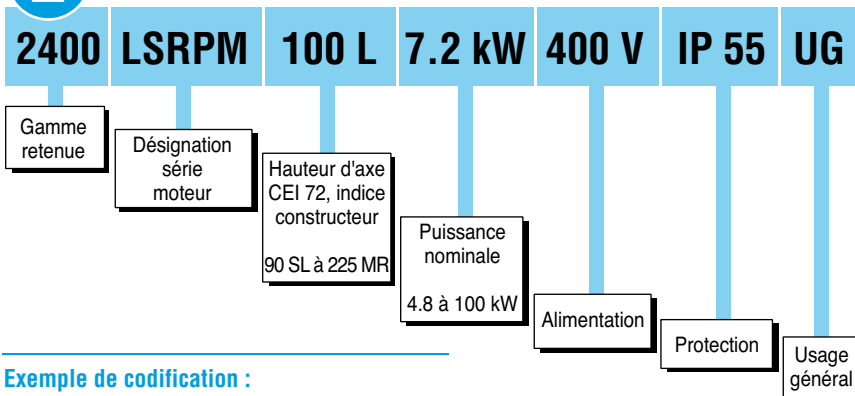 2400 LSRPM 100 L 7.2 kW 400 V IP 55 UG
Gamme
retenue
Désignation
série
moteur
Hauteur d'axe
CEI 72, indice
constructeur
90 SL à 225 MR
Puissance
nominale
4.8 à 100 kW
Alimentation
Protection
Usage
général
Exemple de codification :